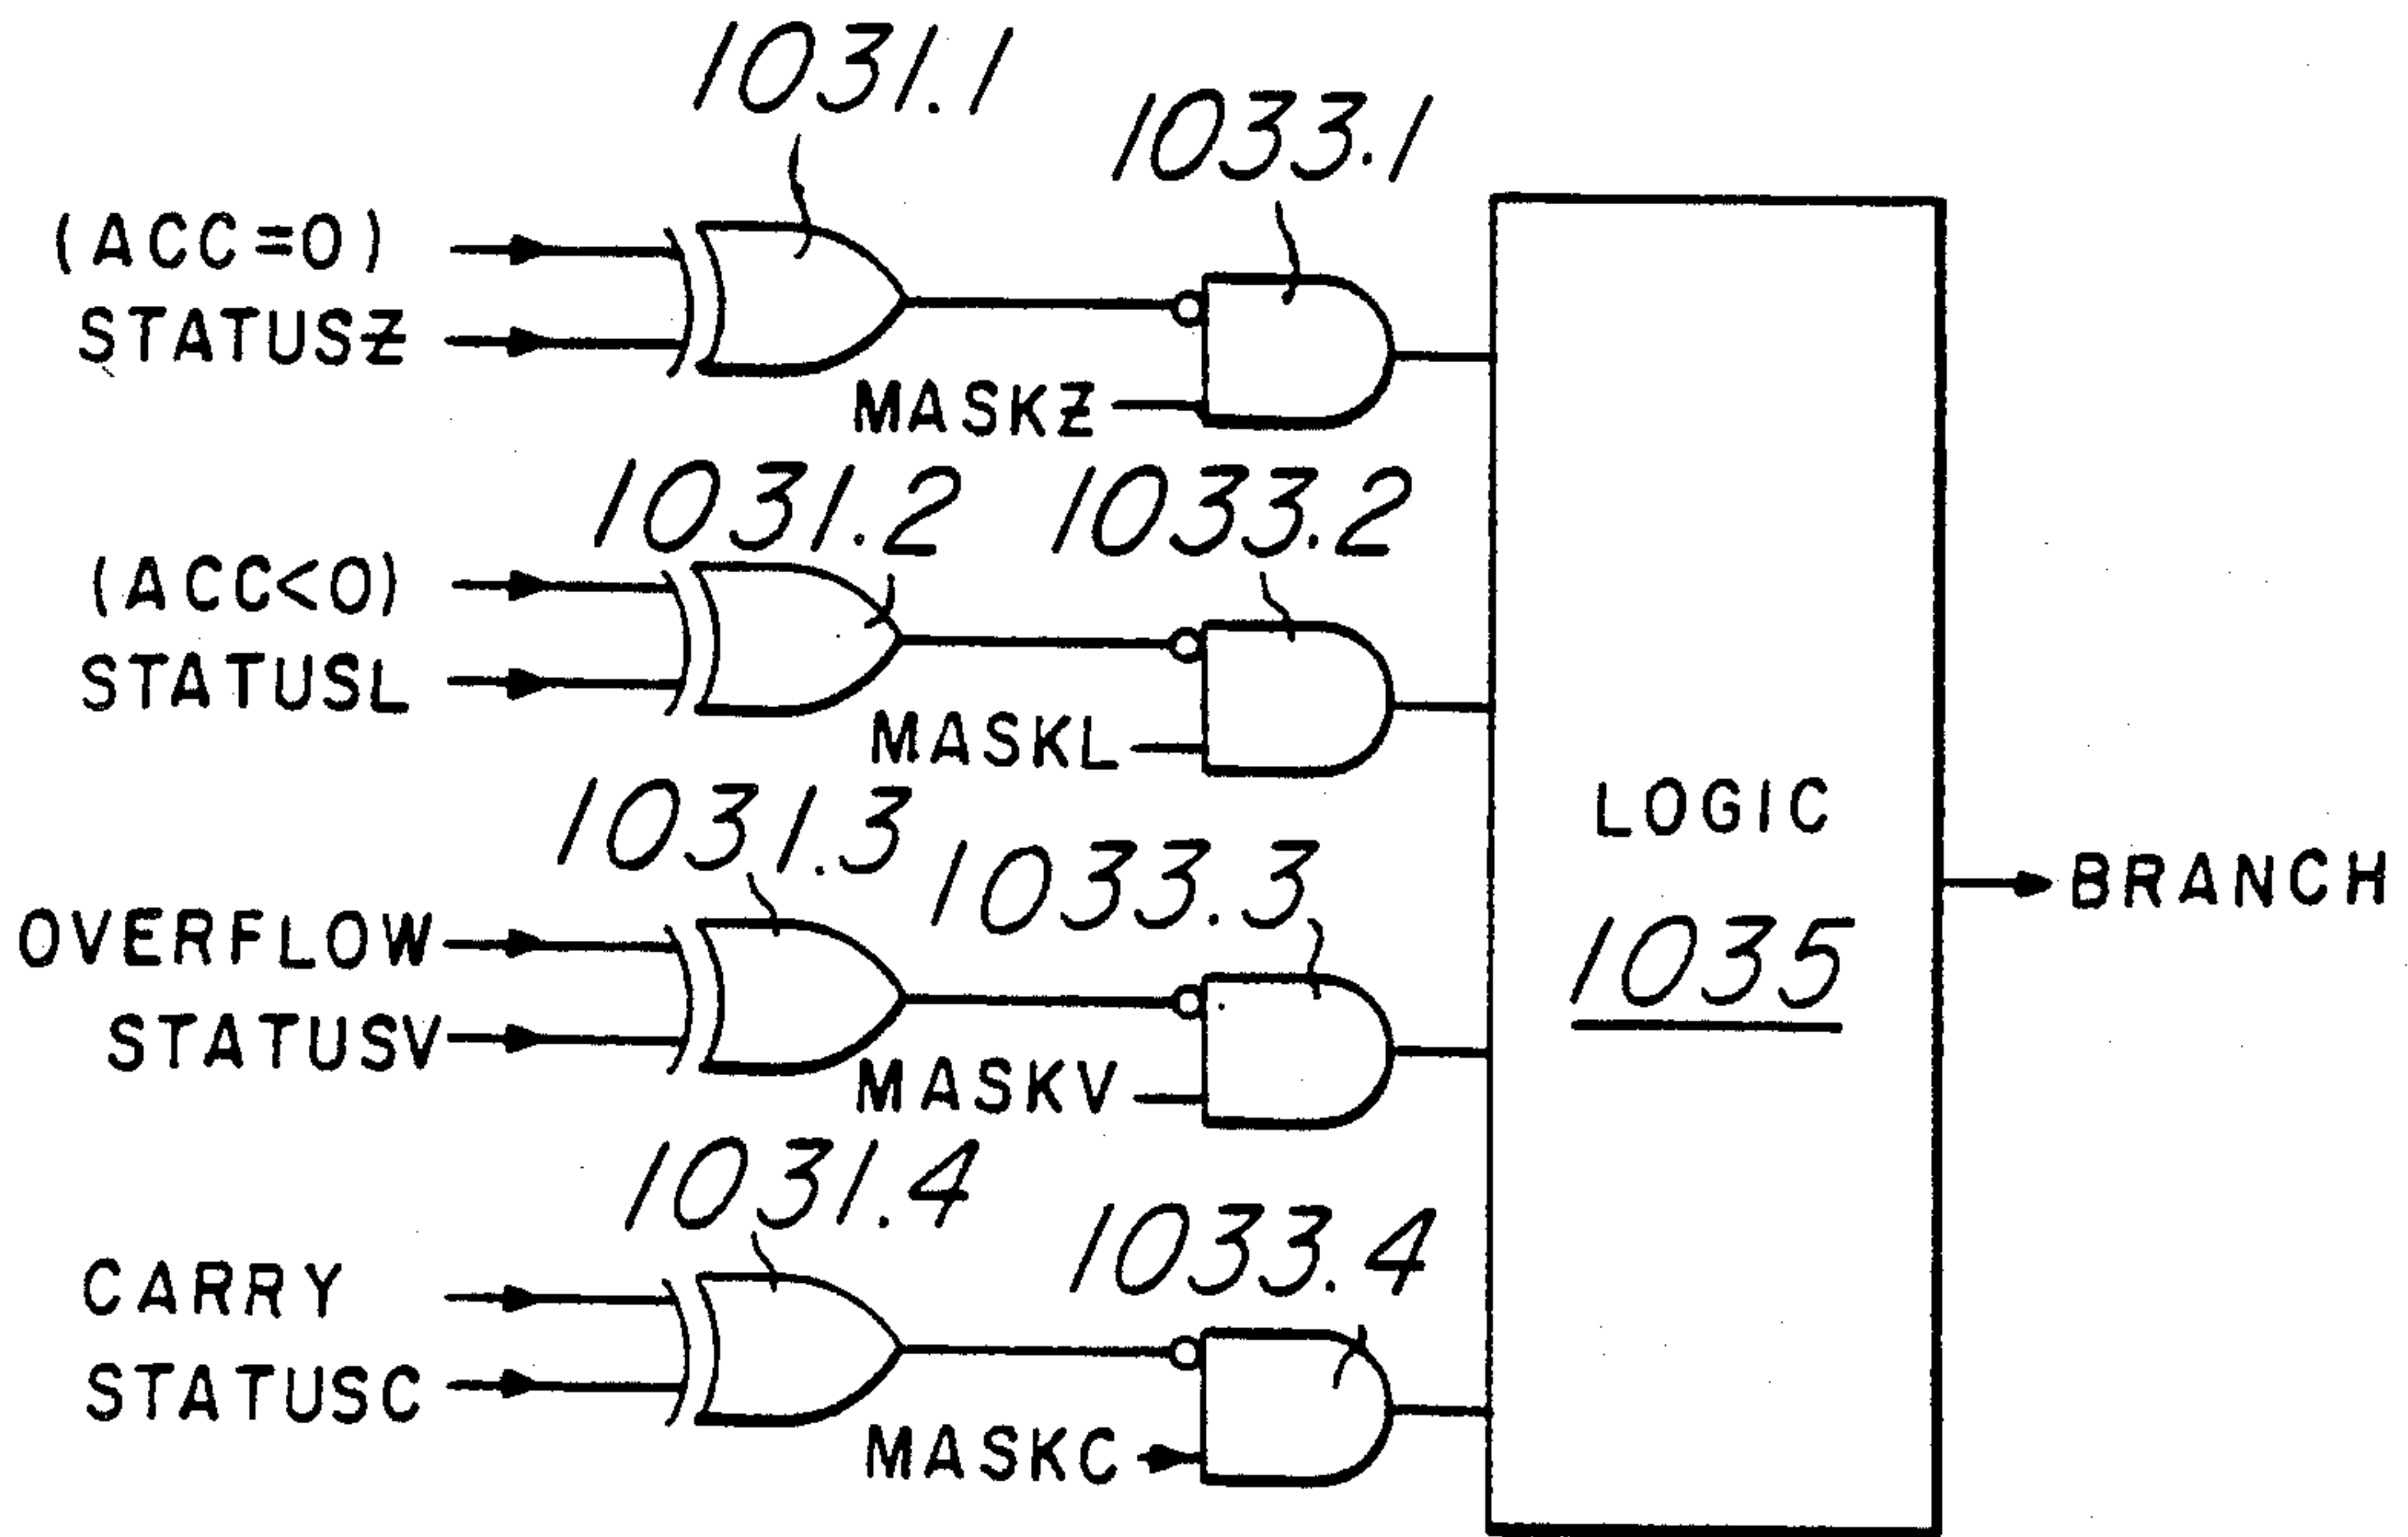 1031.1
1033.1
(ACC=0)
STATUSZ
MASKZ
1031.2
1033.2
(ACC<0)
STATUSL
MASKL
1031.3
1033.3
OVERFLOW
STATUSV
MASKV
1031.4
1033.4
CARRY
STATUSC
MASKC
LOGIC
1035
BRANCH